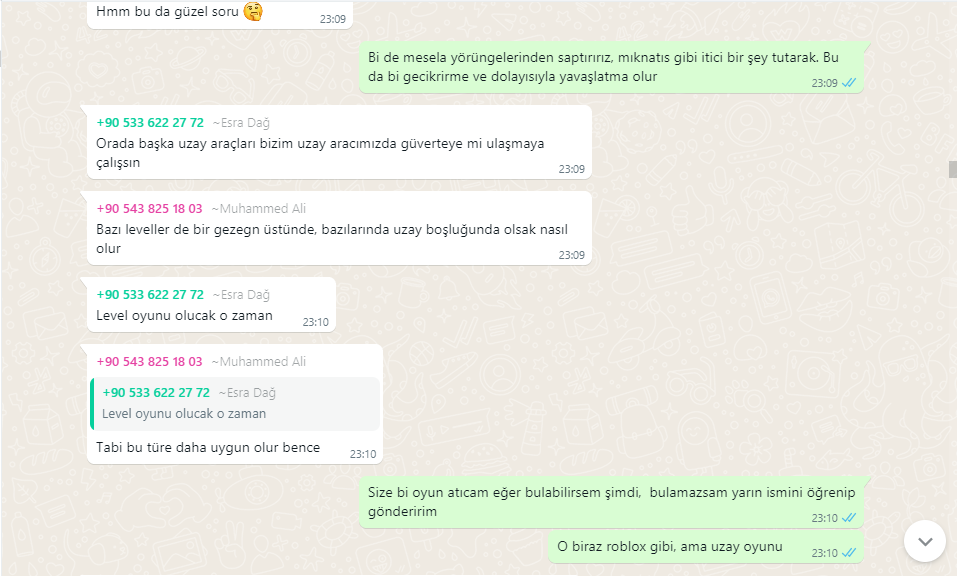 Hmm bu da güzel soru 🤔
23:09
Bi de mesela yörüngelerinden saptırırız, mıknatıs gibi itici bir şey tutarak. Bu
da bi gecikrirme ve dolayısıyla yavaşlatma olur
23:09
+90 533 622 27 72 ~Esra Dağ
Orada başka uzay araçları bizim uzay aracımızda güverteye mi ulaşmaya
çalışsın
23:09
+90 543 825 18 03 ~Muhammed Ali
Bazı leveller de bir gezegn üstünde, bazılarında uzay boşluğunda olsak nasıl
olur
23:09
+90 533 622 27 72 ~Esra Dağ
Level oyunu olucak o zaman
23:10
+90 543 825 18 03 ~Muhammed Ali
+90 533 622 27 72 ~Esra Dağ
Level oyunu olucak o zaman
Tabi bu türe daha uygun olur bence
23:10
Size bi oyun atıcam eğer bulabilirsem şimdi, bulamazsam yarın ismini öğrenip
gönderirim
23:10
O biraz roblox gibi, ama uzay oyunu
23:10